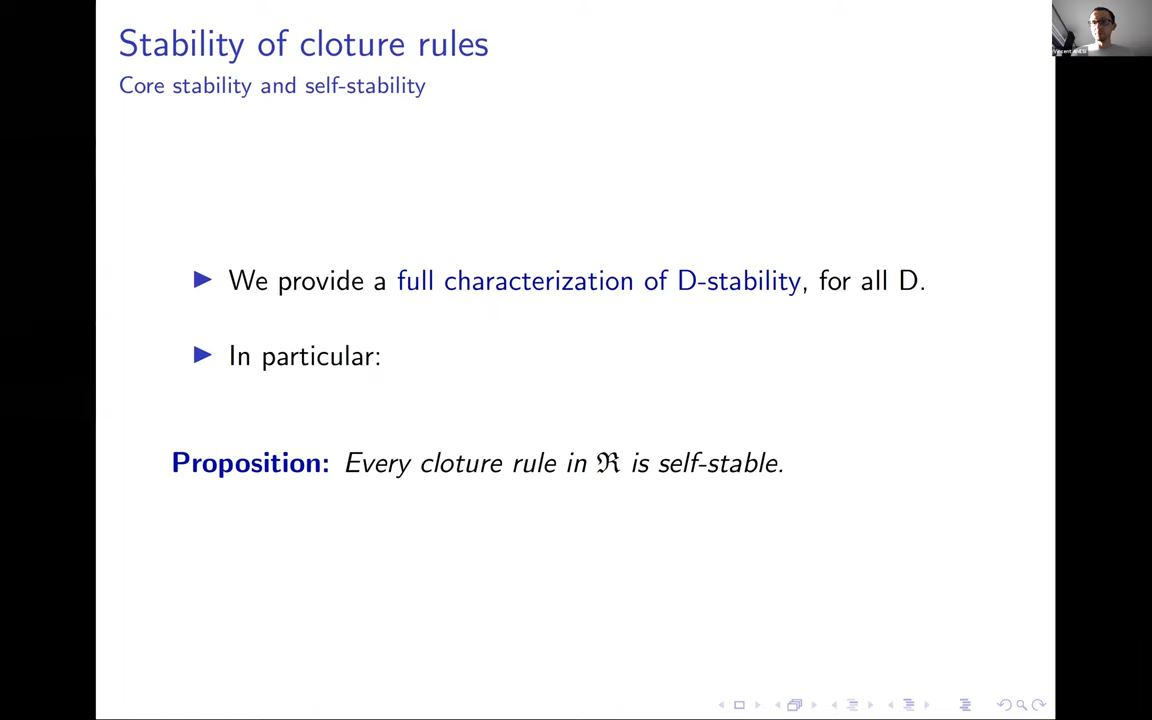 Stability of cloture rules
Core stability and self-stability
We provide a full characterization of D-stability, for all D.
In particular:
Proposition: Every cloture rule in ℜ is self-stable.